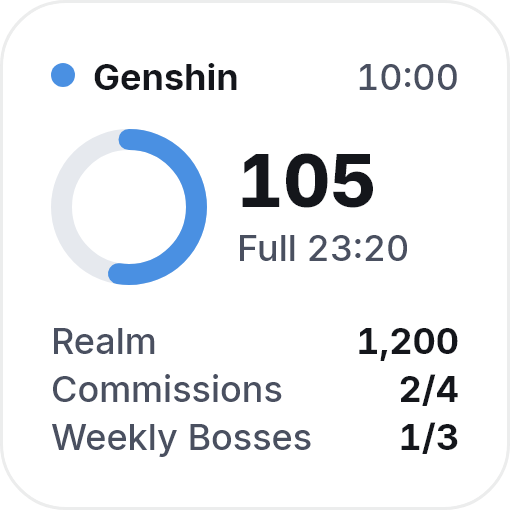 Genshin 10:00
105
Full 23:20
Realm 1,200
Commissions 2/4
Weekly Bosses 1/3